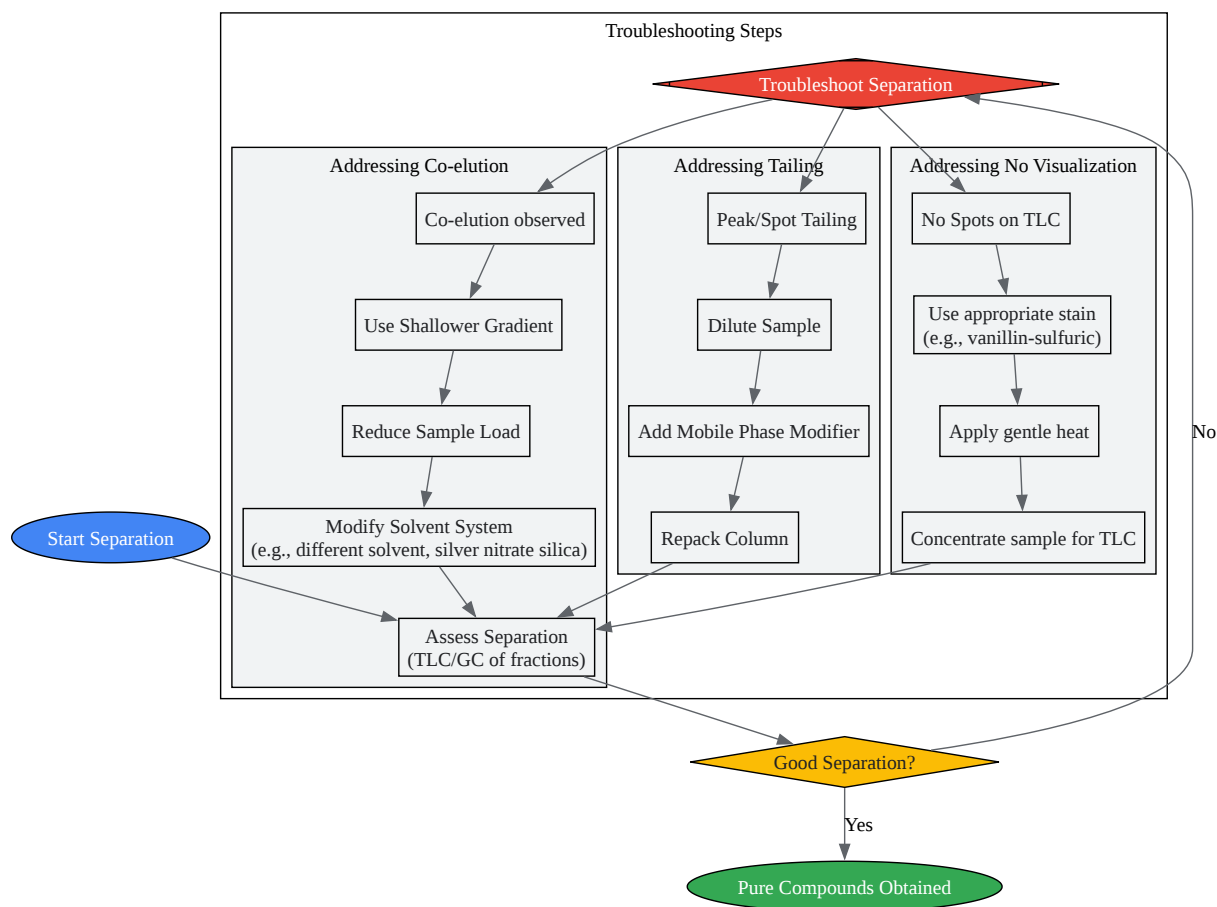 Troubleshooting Steps
Troubleshoot Separation
Addressing Co-elution
Co-elution observed
Use Shallower Gradient
Reduce Sample Load
Modify Solvent System
(e.g., different solvent, silver nitrate silica)
Addressing Tailing
Peak/Spot Tailing
Dilute Sample
Add Mobile Phase Modifier
Repack Column
Addressing No Visualization
No Spots on TLC
Use appropriate stain
(e.g., vanillin-sulfuric)
Apply gentle heat
Concentrate sample for TLC
No
Start Separation
Assess Separation
(TLC/GC of fractions)
Good Separation?
Yes
Pure Compounds Obtained